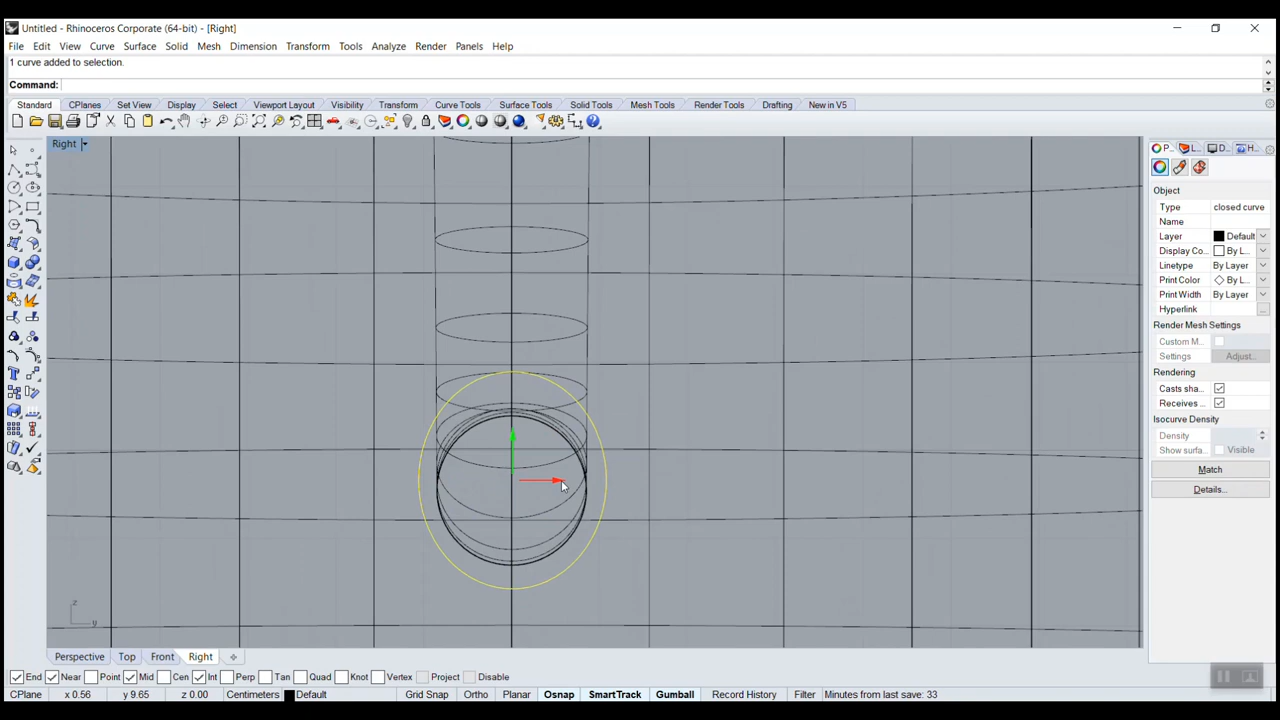 Untitled - Rhinoceros Corporate (64-bit) - [Right]
File Edit View Curve Surface Solid Mesh Dimension Transform Tools Analyze Render Panels Help
1 curve added to selection.
Command:
Standard CPlanes Set View Display Select Viewport Layout Visibility Transform Curve Tools Surface Tools Solid Tools Mesh Tools Render Tools Drafting New in V5
Right
P... L... D... H...
Object
Type closed curve
Name
Layer Default
Display Co... By L...
Linetype By Layer
Print Color By L...
Print Width By Layer
Hyperlink ...
Render Mesh Settings
Custom M...
Settings Adjust...
Rendering
Casts sha...
Receives ...
Isocurve Density
Density
Show surfa... Visible
Match
Details...
z
y
Perspective Top Front Right
End Near Point Mid Cen Int Perp Tan Quad Knot Vertex Project Disable
CPlane x 0.56 y 9.65 z 0.00 Centimeters Default Grid Snap Ortho Planar Osnap SmartTrack Gumball Record History Filter Minutes from last save: 33